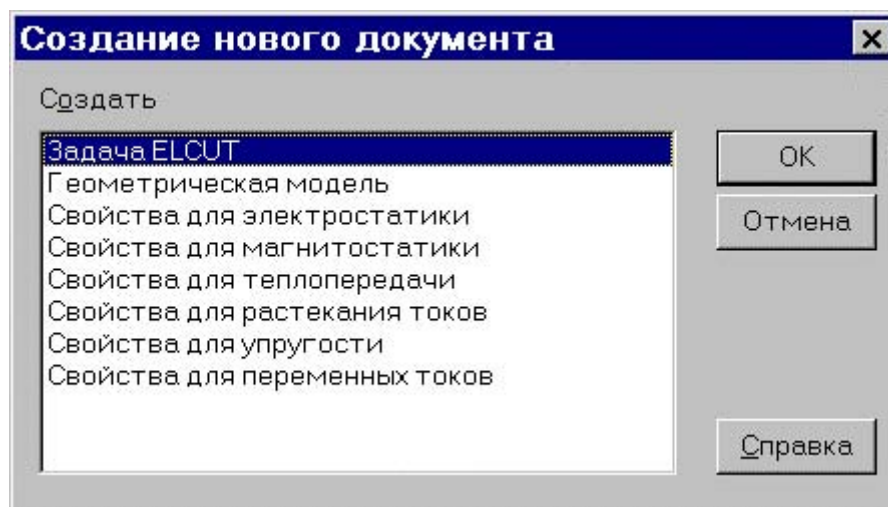 Создание нового документа
Создать
Задача ELCUT
Геометрическая модель
Свойства для электростатики
Свойства для магнитостатики
Свойства для теплопередачи
Свойства для растекания токов
Свойства для упругости
Свойства для переменных токов
OK
Отмена
Справка